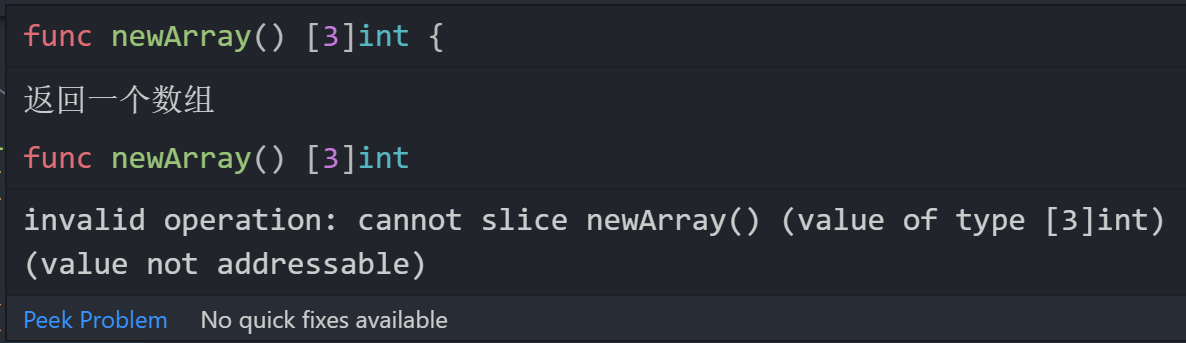 func newArray() [3]int {
返回一个数组
func newArray() [3]int
invalid operation: cannot slice newArray() (value of type [3]int)
(value not addressable)
Peek Problem No quick fixes available